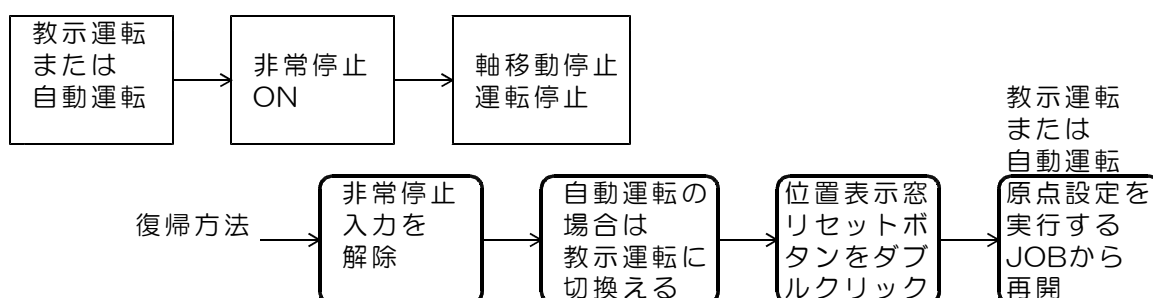 教示運転
または
自動運転
非常停止
ON
軸移動停止
運転停止
復帰方法
非常停止
入力を
解除
自動運転の
場合は
教示運転に
切換える
位置表示窓
リセットボ
タンをダブ
ルクリック
教示運転
または
自動運転
原点設定を
実行する
JOBから
再開